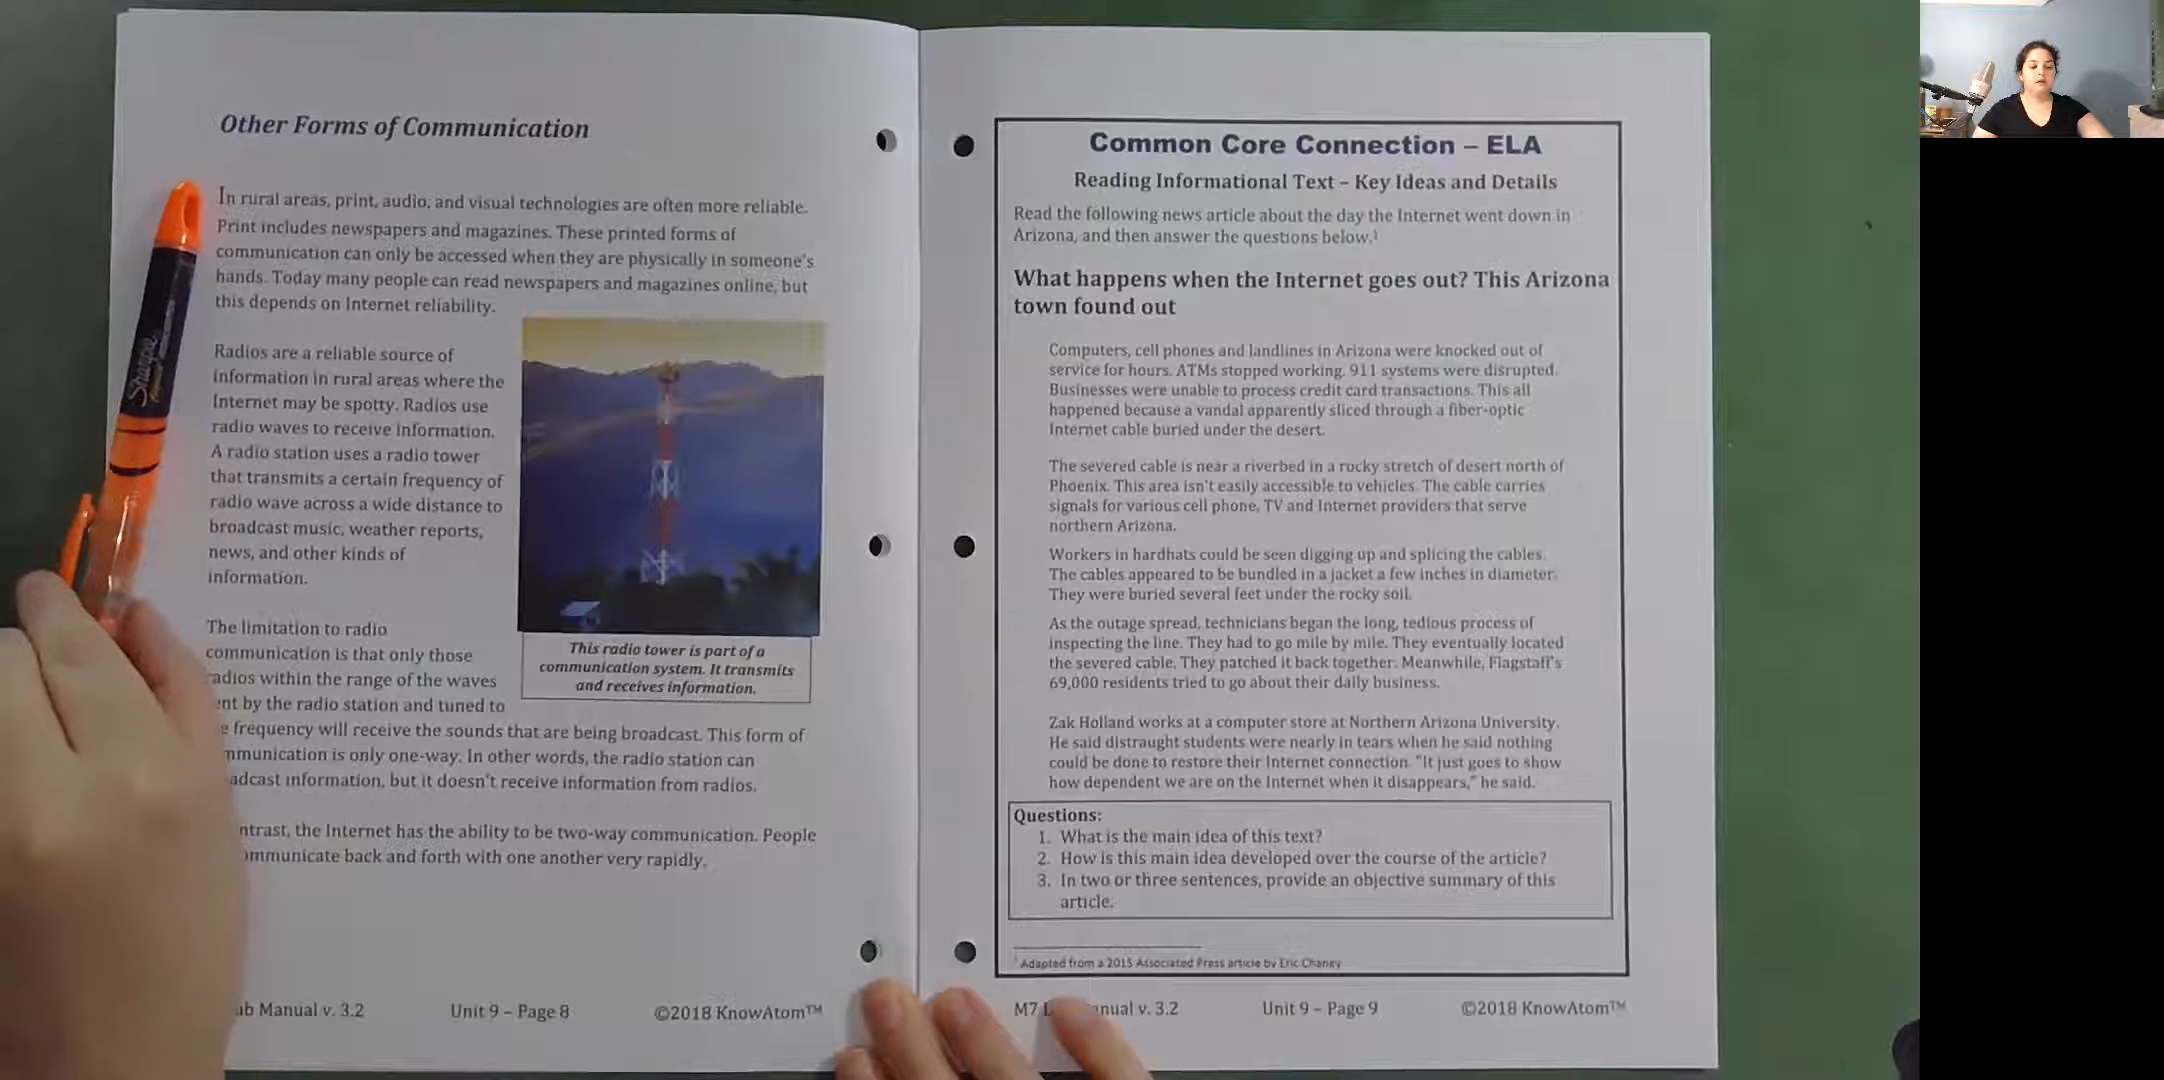 Other Forms of Communication
In rural areas, print, audio, and visual technologies are often more reliable.
Print includes newspapers and magazines. These printed forms of
communication can only be accessed when they are physically in someone's
hands. Today many people can read newspapers and magazines online, but
this depends on Internet reliability.
Radios are a reliable source of
information in rural areas where the
Internet may be spotty. Radios use
radio waves to receive information.
A radio station uses a radio tower
that transmits a certain frequency of
radio wave across a wide distance to
broadcast music, weather reports,
news, and other kinds of
information.
This radio tower is part of a
communication system. It transmits
and receives information.
The limitation to radio
communication is that only those
adios within the range of the waves
ent by the radio station and tuned to
e frequency will receive the sounds that are being broadcast. This form of
mmunication is only one-way. In other words, the radio station can
adcast information, but it doesn't receive information from radios.
ntrast, the Internet has the ability to be two-way communication. People
ommunicate back and forth with one another very rapidly.
ab Manual v. 3.2 Unit 9 – Page 8 ©2018 KnowAtom™
Sharpie
Common Core Connection – ELA
Reading Informational Text – Key Ideas and Details
Read the following news article about the day the Internet went down in
Arizona, and then answer the questions below.1
What happens when the Internet goes out? This Arizona
town found out
Computers, cell phones and landlines in Arizona were knocked out of
service for hours. ATMs stopped working. 911 systems were disrupted.
Businesses were unable to process credit card transactions. This all
happened because a vandal apparently sliced through a fiber-optic
Internet cable buried under the desert.
The severed cable is near a riverbed in a rocky stretch of desert north of
Phoenix. This area isn't easily accessible to vehicles. The cable carries
signals for various cell phone, TV and Internet providers that serve
northern Arizona.
Workers in hardhats could be seen digging up and splicing the cables.
The cables appeared to be bundled in a jacket a few inches in diameter.
They were buried several feet under the rocky soil.
As the outage spread, technicians began the long, tedious process of
inspecting the line. They had to go mile by mile. They eventually located
the severed cable. They patched it back together. Meanwhile, Flagstaff's
69,000 residents tried to go about their daily business.
Zak Holland works at a computer store at Northern Arizona University.
He said distraught students were nearly in tears when he said nothing
could be done to restore their Internet connection. "It just goes to show
how dependent we are on the Internet when it disappears," he said.
Questions:
1. What is the main idea of this text?
2. How is this main idea developed over the course of the article?
3. In two or three sentences, provide an objective summary of this
article.
1 Adapted from a 2015 Associated Press article by Eric Chaney
M7 L anual v. 3.2 Unit 9 – Page 9 ©2018 KnowAtom™